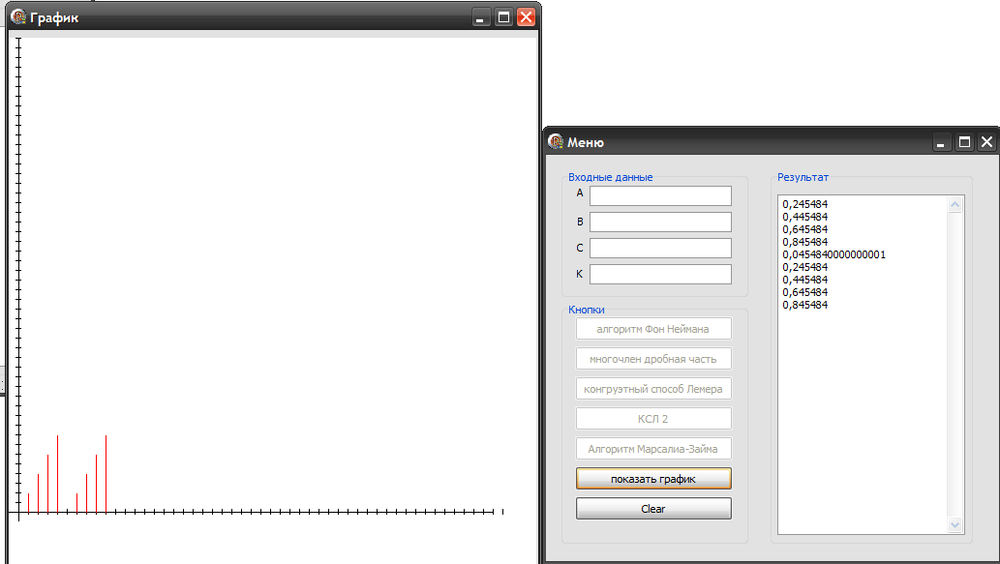 График
Меню
Входные данные
A
B
C
K
Кнопки
алгоритм Фон Неймана
многочлен дробная часть
конгруэтный способ Лемера
КСЛ 2
Алгоритм Марсалиа-Займа
показать график
Clear
Результат
0,245484
0,445484
0,645484
0,845484
0,0454840000000001
0,245484
0,445484
0,645484
0,845484